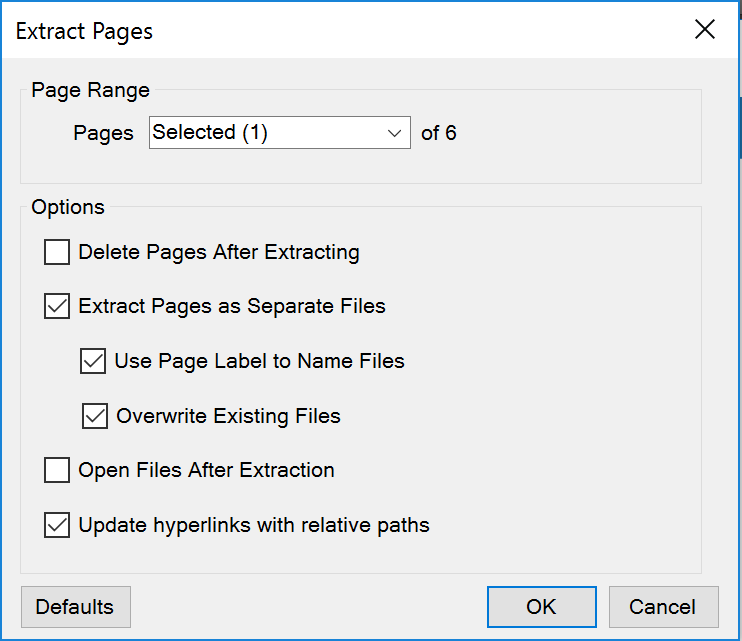 Extract Pages
Page Range
Pages Selected (1) of 6
Options
Delete Pages After Extracting
Extract Pages as Separate Files
Use Page Label to Name Files
Overwrite Existing Files
Open Files After Extraction
Update hyperlinks with relative paths
Defaults OK Cancel